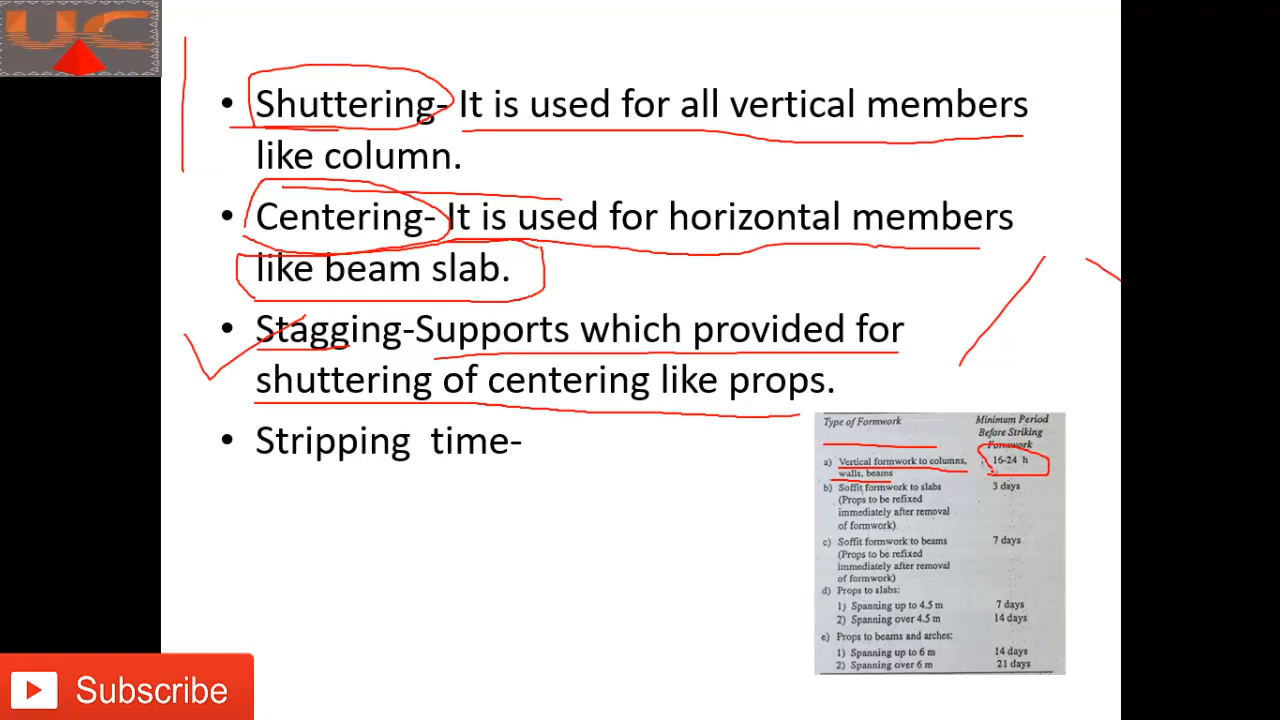 UC
• Shuttering- It is used for all vertical members
like column.
• Centering- It is used for horizontal members
like beam slab.
• Stagging-Supports which provided for
shuttering of centering like props.
• Stripping time-
Type of Formwork Minimum Period
Before Striking
Formwork
a) Vertical formwork to columns, 16-24 h
walls, beams
b) Soffit formwork to slabs 3 days
(Props to be refixed
immediately after removal
of formwork).
c) Soffit formwork to beams 7 days
(Props to be refixed
immediately after removal
of formwork)
d) Props to slabs:
1) Spanning up to 4.5 m 7 days
2) Spanning over 4.5 m 14 days
e) Props to beams and arches:
1) Spanning up to 6 m 14 days
2) Spanning over 6 m 21 days
Subscribe